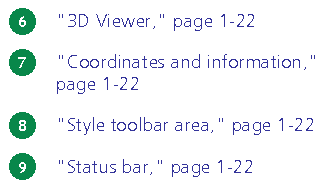 6 "3D Viewer," page 1-22
7 "Coordinates and information,"
page 1-22
8 "Style toolbar area," page 1-22
9 "Status bar," page 1-22